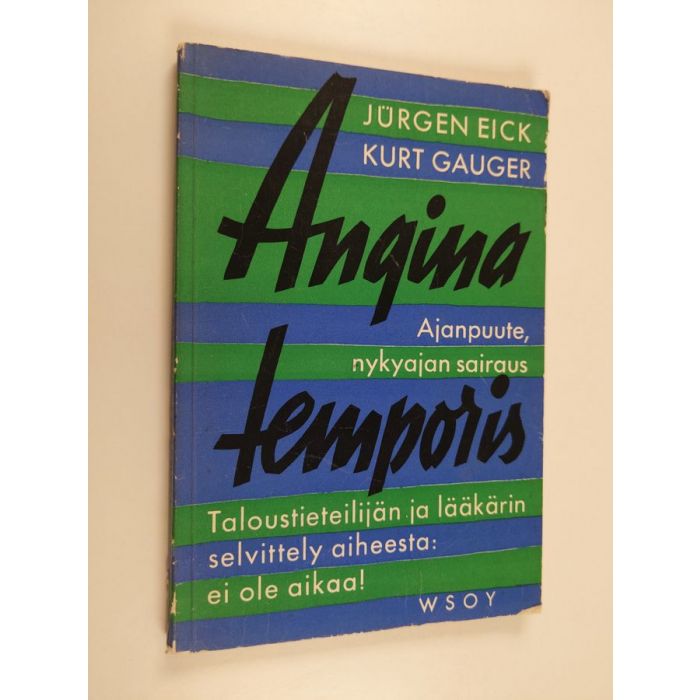 JÜRGEN EICK
KURT GAUGER
Angina
Ajanpuute,
nykyajan sairaus
temporis
Taloustieteilijän ja lääkärin
selvittely aiheesta:
ei ole aikaa!
WSOY